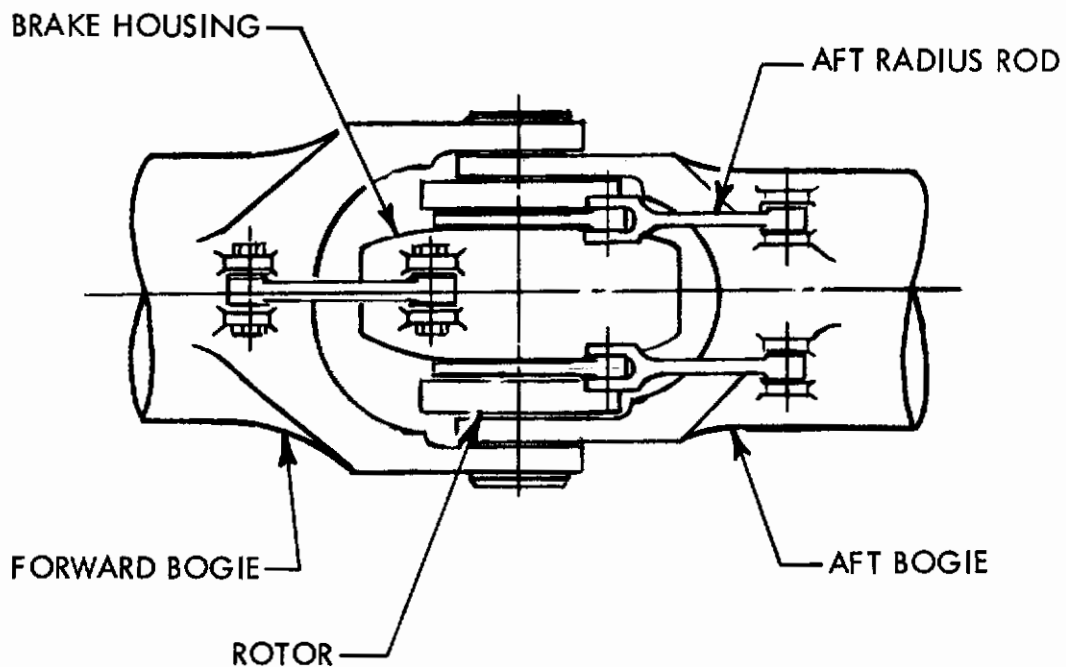 BRAKE HOUSING
AFT RADIUS ROD
FORWARD BOGIE
AFT BOGIE
ROTOR